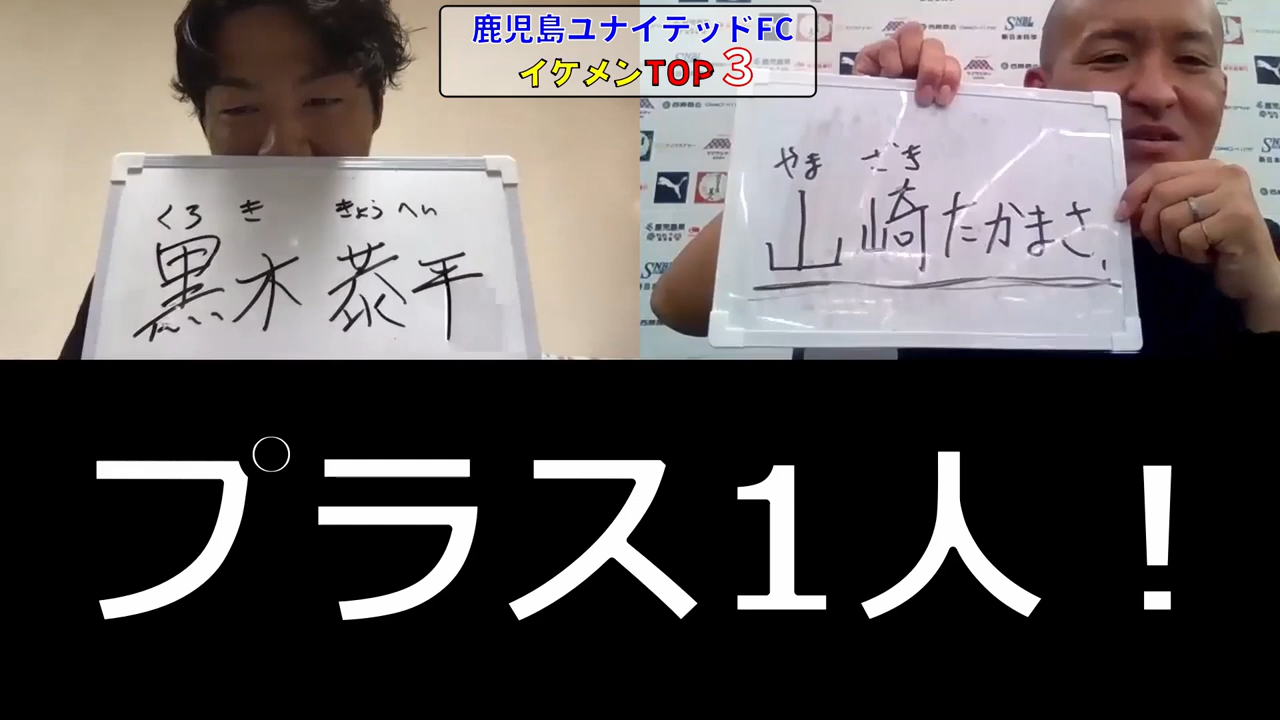 鹿児島ユナイテッドFC
イケメンTOP３
くろ き きょうへい
黒木 恭平
やま ざき
山崎たかまさ.
プラス1人！